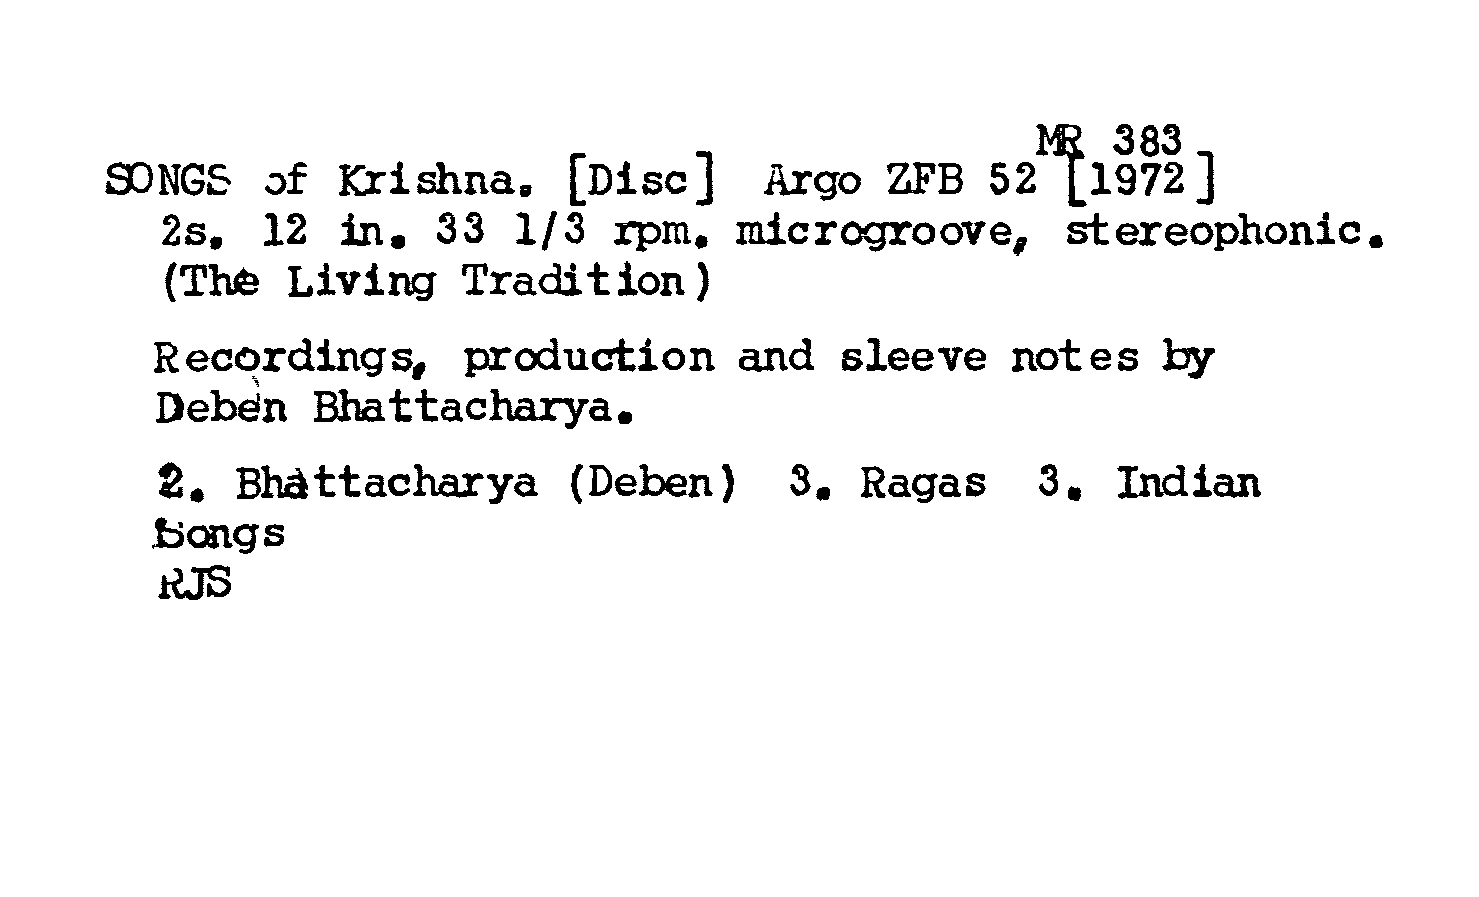 MR 383
SONGS of Krishna. [Disc] Argo ZFB 52 [1972]
2s. 12 in. 33 1/3 rpm. microgroove, stereophonic.
(The Living Tradition)
Recordings, production and sleeve notes by
Deben Bhattacharya.
2. Bhattacharya (Deben) 3. Ragas 3. Indian
Songs
RJS